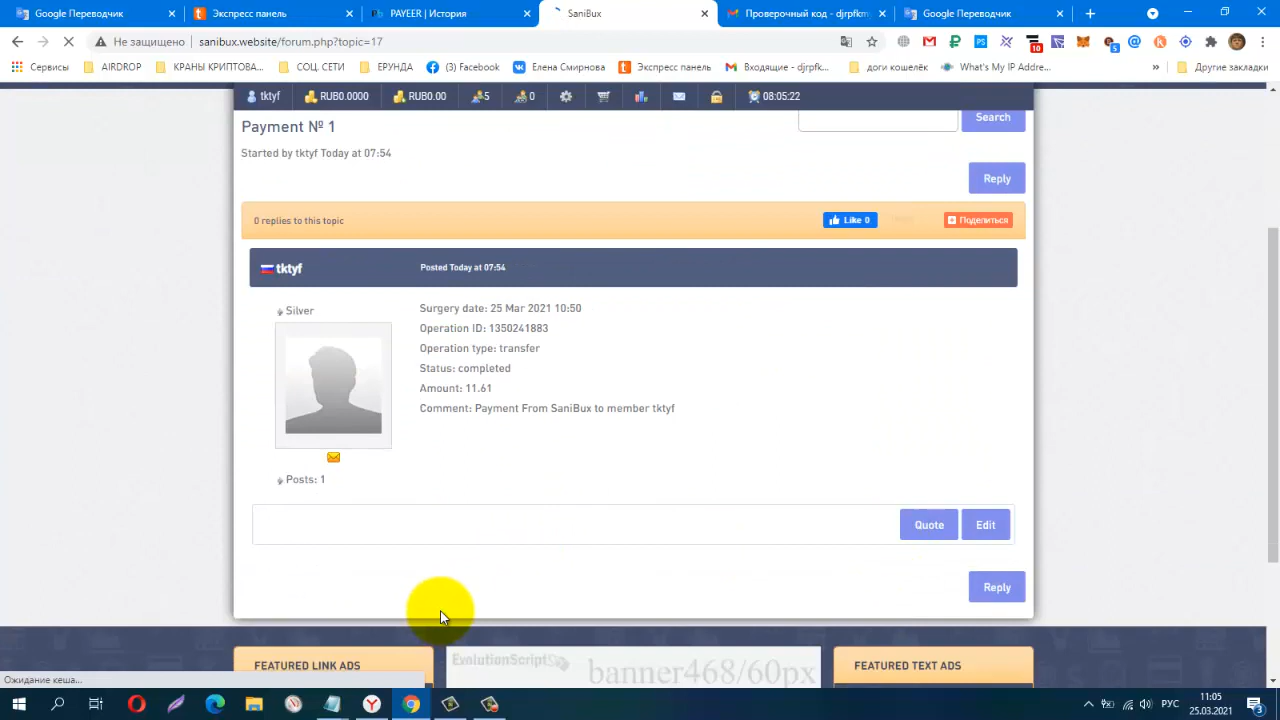 Google Переводчик
Экспресс панель
PAYEER | История
SaniBux
Проверочный код - djrpfkm
Google Переводчик
Не защищено
sanibux.website/forum.php?topic=17
10
5
Сервисы
AIRDROP
КРАНЫ КРИПТОВА...
СОЦ. СЕТИ
ЕРУНДА
(3) Facebook
Елена Смирнова
Экспресс панель
Входящие - djrpfk...
доги кошелёк
What's My IP Addre...
»
Другие закладки
tktyf
RUB0.0000
RUB0.00
5
0
08:05:22
Payment № 1
Search
Started by tktyf Today at 07:54
Reply
0 replies to this topic
Like 0
Поделиться
tktyf
Posted Today at 07:54
Silver
Surgery date: 25 Mar 2021 10:50
Operation ID: 1350241883
Operation type: transfer
Status: completed
Amount: 11.61
Comment: Payment From SaniBux to member tktyf
Posts: 1
Quote
Edit
Reply
FEATURED LINK ADS
EvolutionScript
banner468/60px
FEATURED TEXT ADS
Ожидание кеша...
РУС
11:05
25.03.2021
3